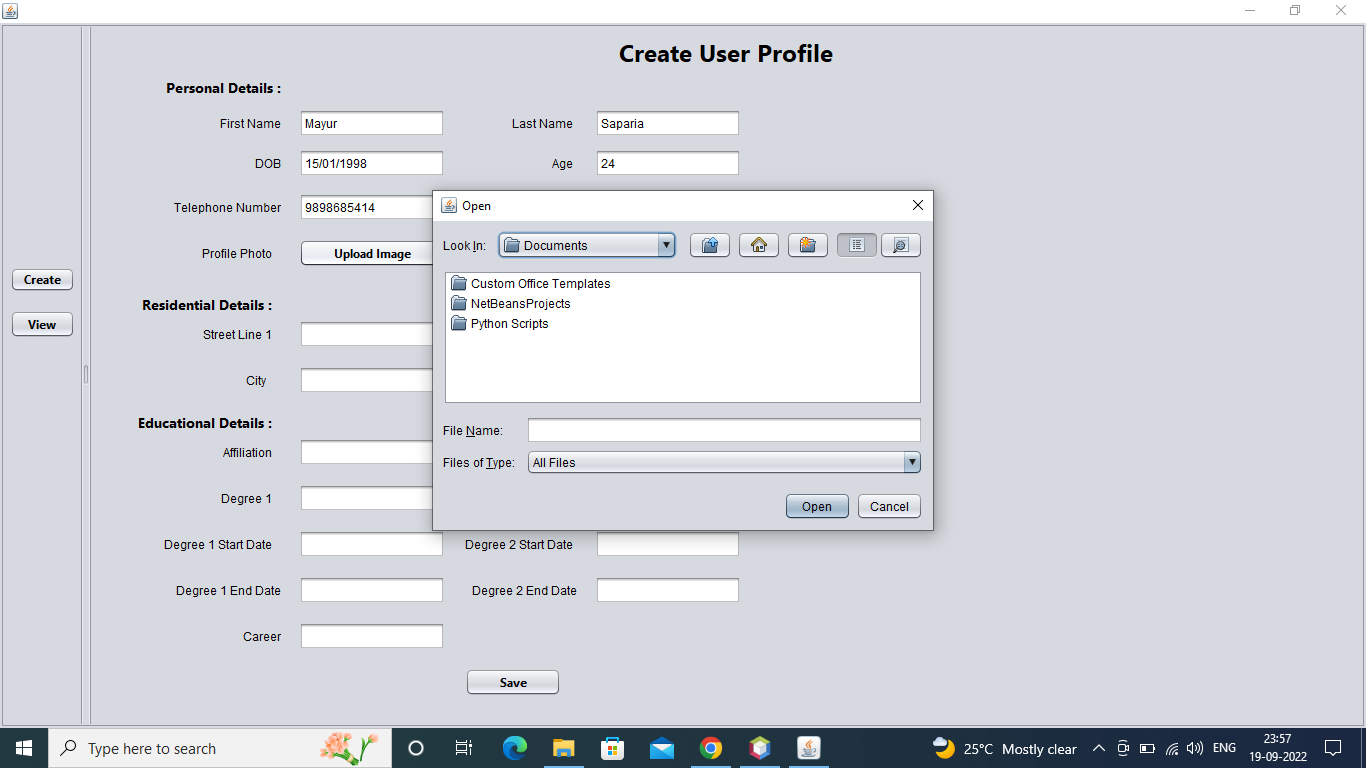 Create User Profile
Personal Details :
First Name Mayur Last Name Saparia
DOB 15/01/1998 Age 24
Telephone Number 9898685414
Open
Profile Photo Upload Image
Look In: Documents
Custom Office Templates
NetBeansProjects
Python Scripts
Create
View
Residential Details :
Street Line 1
City
Educational Details :
File Name:
Affiliation
Files of Type: All Files
Degree 1
Open Cancel
Degree 1 Start Date Degree 2 Start Date
Degree 1 End Date Degree 2 End Date
Career
Save
Type here to search
25°C Mostly clear
ENG
23:57
19-09-2022